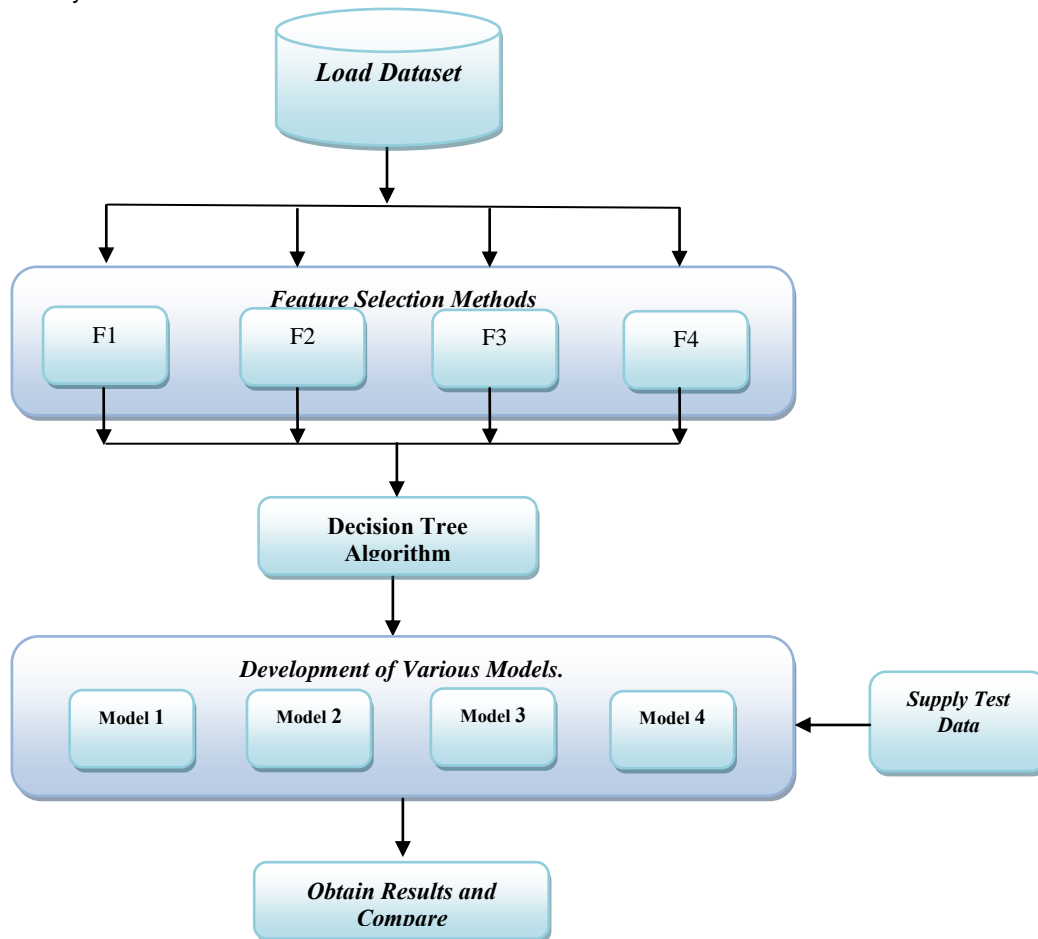 Load Dataset
Feature Selection Methods
F1
F2
F3
F4
Decision Tree
Algorithm
Development of Various Models.
Model 1
Model 2
Model 3
Model 4
Supply Test
Data
Obtain Results and
Compare